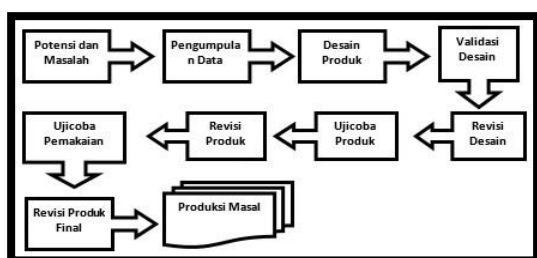 Potensi dan
Masalah
Pengumpula
n Data
Desain
Produk
Validasi
Desain
Ujicoba
Pemakaian
Revisi
Produk
Ujicoba
Produk
Revisi
Desain
Revisi Produk
Final
Produksi Masal